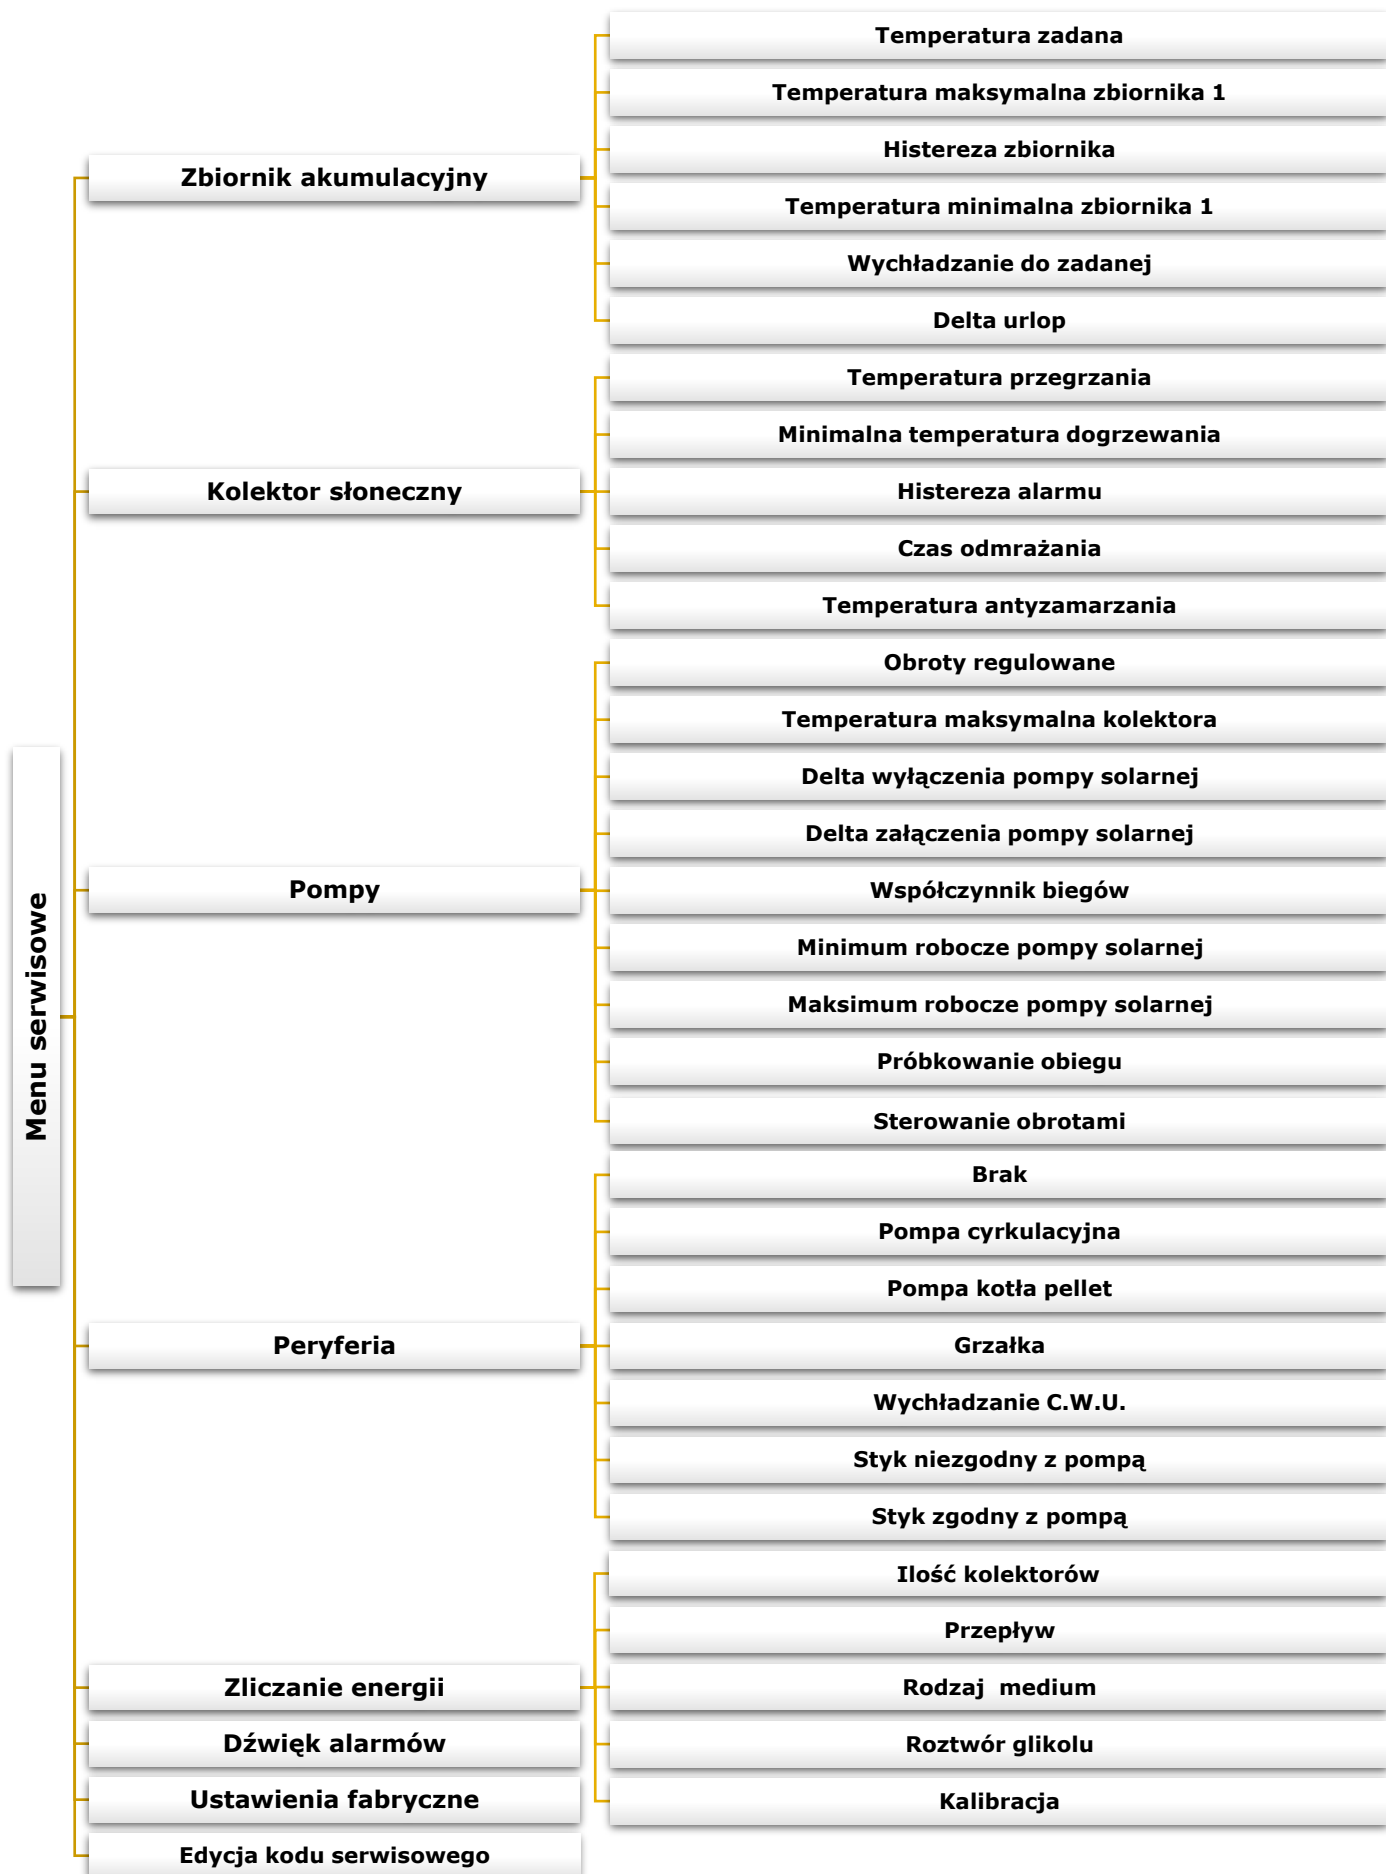 Menu serwisowe
Zbiornik akumulacyjny
Temperatura zadana
Temperatura maksymalna zbiornika 1
Histereza zbiornika
Temperatura minimalna zbiornika 1
Wychładzanie do zadanej
Delta urlop
Kolektor słoneczny
Temperatura przegrzania
Minimalna temperatura dogrzewania
Histereza alarmu
Czas odmrażania
Temperatura antyzamarzania
Pompy
Obroty regulowane
Temperatura maksymalna kolektora
Delta wyłączenia pompy solarnej
Delta załączenia pompy solarnej
Współczynnik biegów
Minimum robocze pompy solarnej
Maksimum robocze pompy solarnej
Próbkowanie obiegu
Sterowanie obrotami
Peryferia
Brak
Pompa cyrkulacyjna
Pompa kotła pellet
Grzałka
Wychładzanie C.W.U.
Styk niezgodny z pompą
Styk zgodny z pompą
Zliczanie energii
Ilość kolektorów
Przepływ
Rodzaj  medium
Roztwór glikolu
Kalibracja
Dźwięk alarmów
Ustawienia fabryczne
Edycja kodu serwisowego